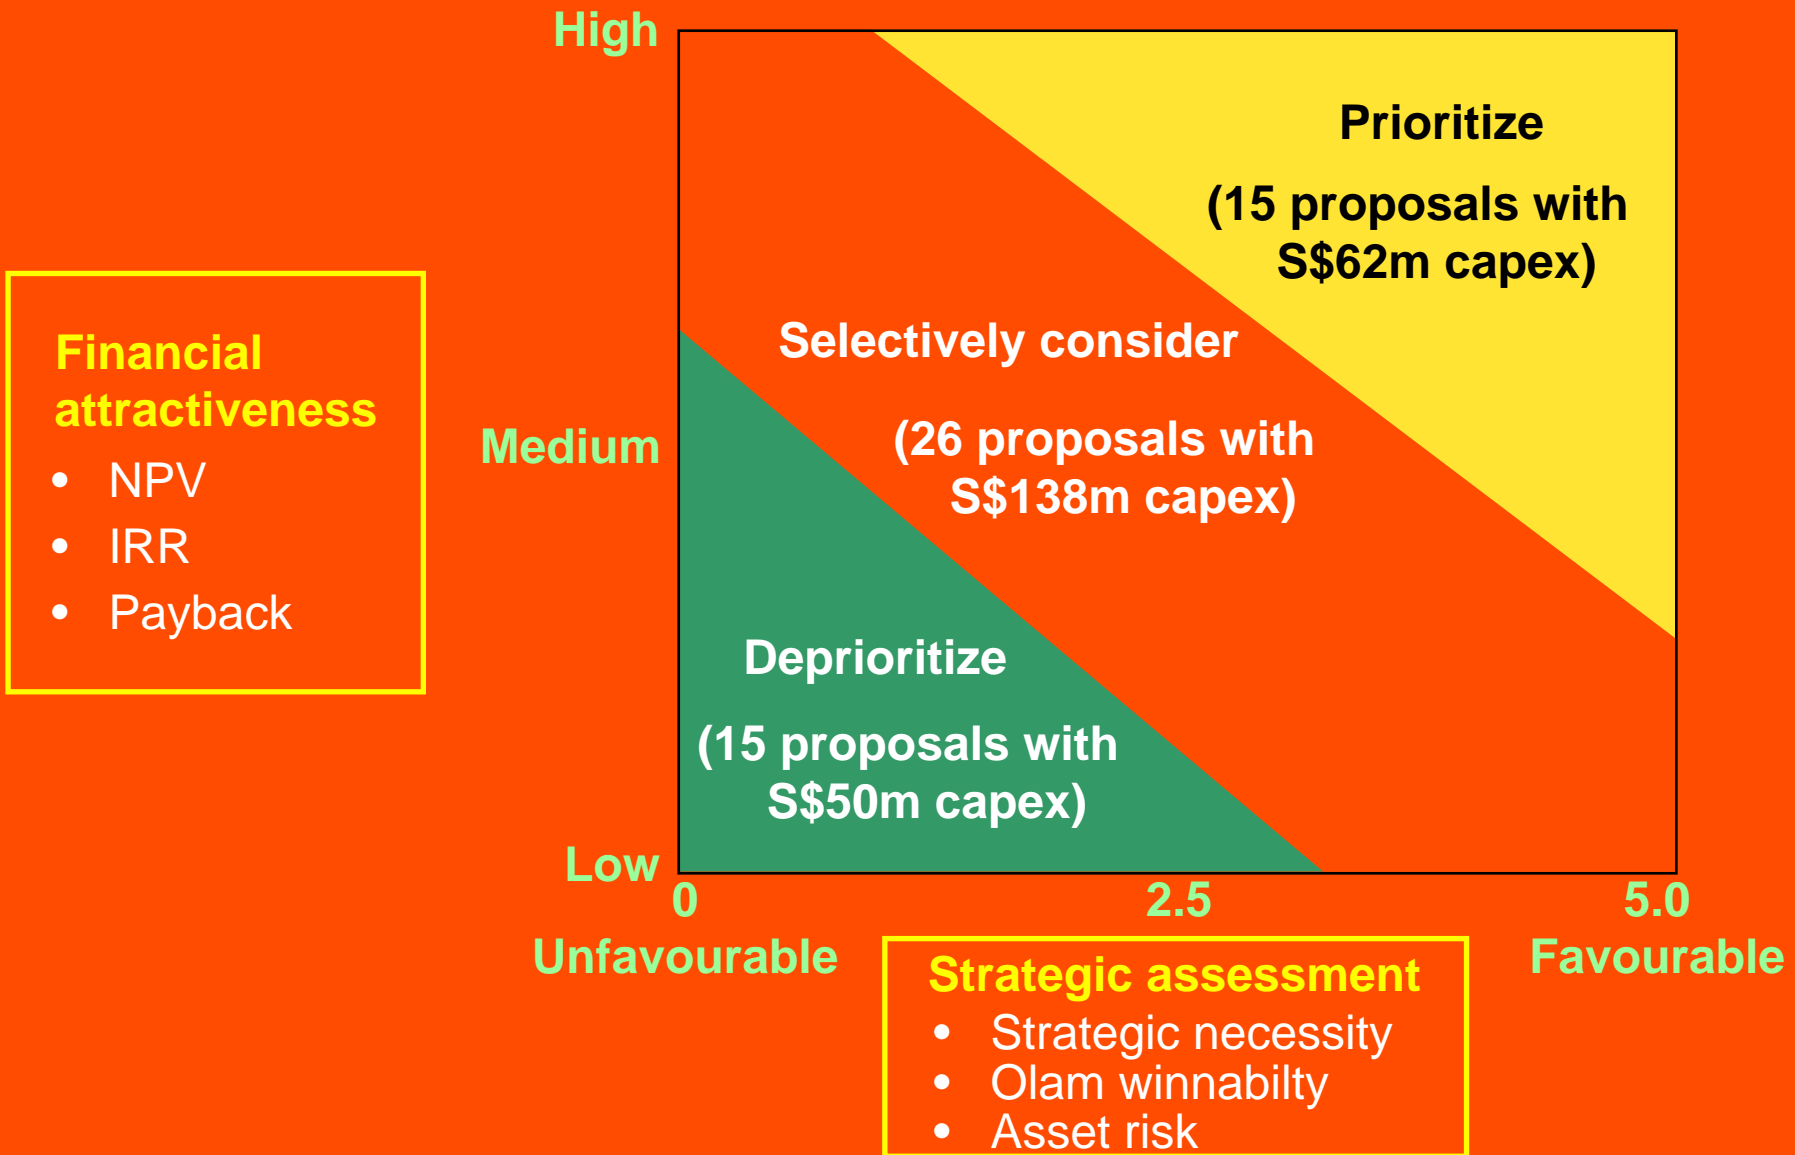 High
Prioritize
(15 proposals with
S$62m capex)
Financial
attractiveness
• NPV
• IRR
• Payback
Selectively consider
(26 proposals with
S$138m capex)
Medium
Deprioritize
(15 proposals with
S$50m capex)
Low
0 2.5 5.0
Unfavourable Favourable
Strategic assessment
• Strategic necessity
• Olam winnabilty
• Asset risk